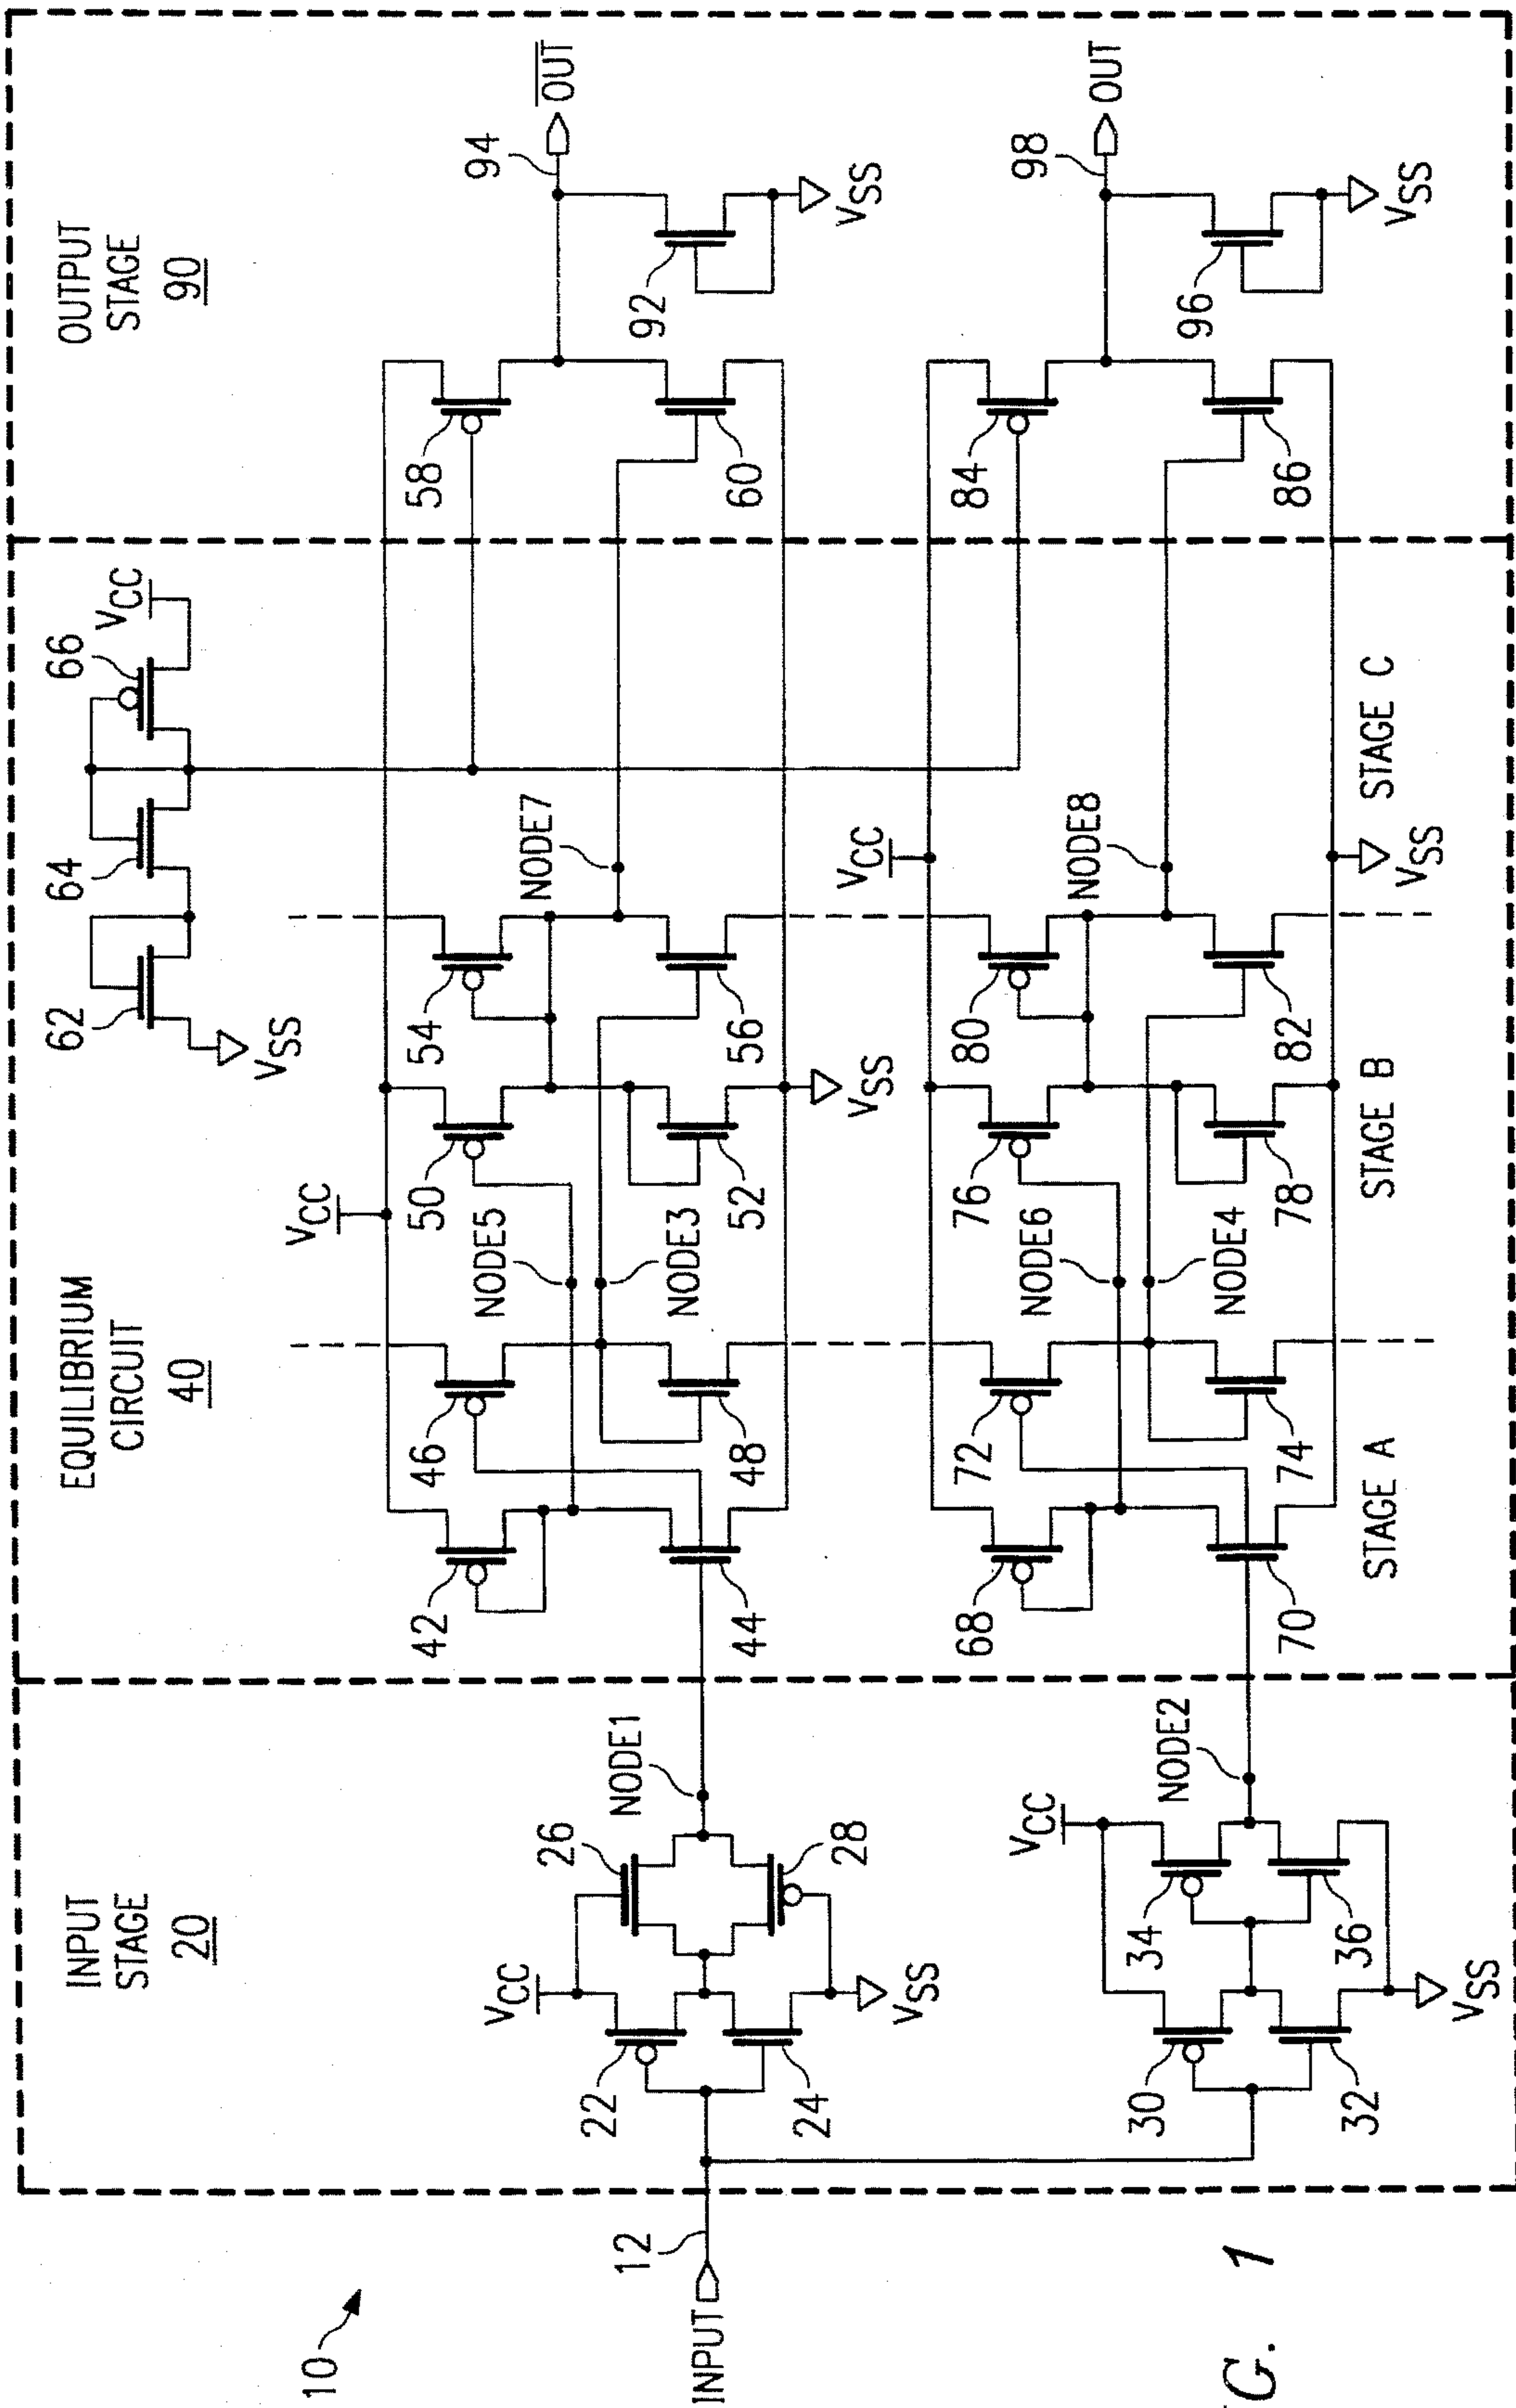 10
INPUT
12
INPUT
STAGE
20
VCC
22
24
26
28
VSS
NODE1
30
32
34
36
VCC
VSS
NODE2
EQUILIBRIUM
CIRCUIT
40
VCC
42
44
46
48
NODE5
NODE3
50
52
54
56
VSS
NODE7
62
64
66
VSS
VCC
68
70
72
74
NODE6
NODE4
76
78
80
82
VCC
NODE8
VSS
STAGE A
STAGE B
STAGE C
OUTPUT
STAGE
90
58
60
92
94
OUT
VSS
84
86
96
98
OUT
VSS
G. 1